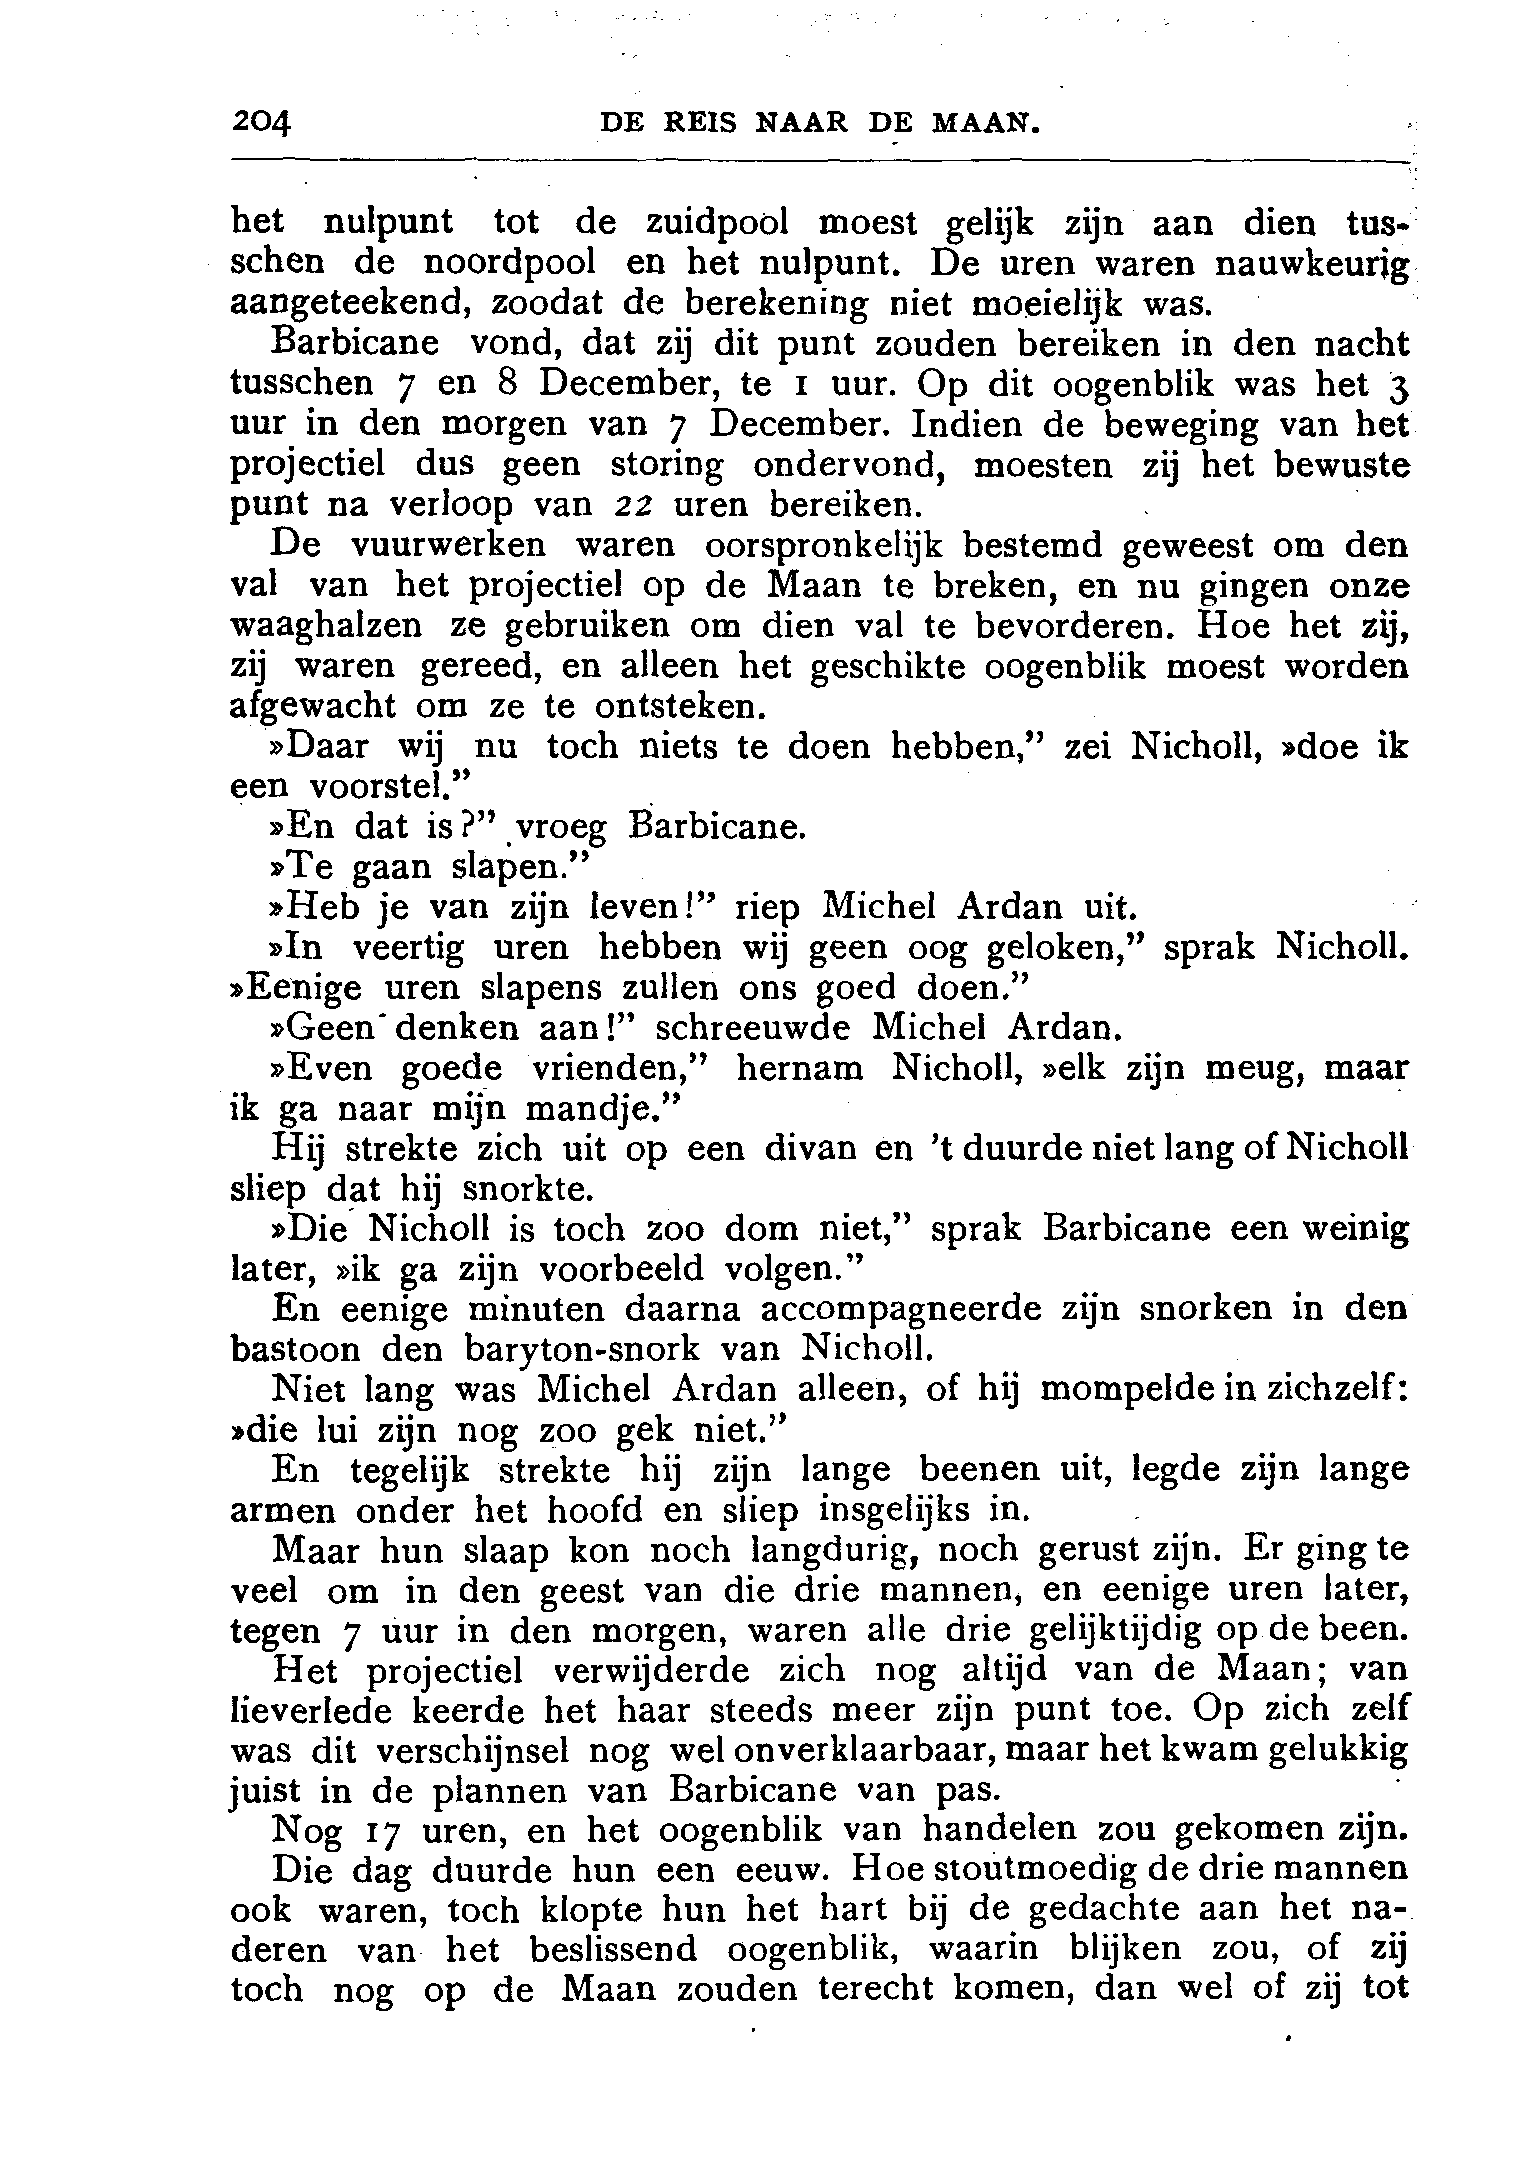 204 DE REIS NAAR DE MAAN.
het nulpunt tot de zuidpool moest gelijk zijn aan dien tus-
schen de noordpool en het nulpunt. De uren waren nauwkeurig
aangeteekend, zoodat de berekening niet moeielijk was.
Barbicane vond, dat zij dit punt zouden bereiken in den nacht
tusschen 7 en 8 December, te 1 uur. Op dit oogenblik was het 3
uur in den morgen van 7 December. Indien de beweging van het
projectiel dus geen storing ondervond, moesten zij het bewuste
punt na verloop van 22 uren bereiken.
De vuurwerken waren oorspronkelijk bestemd geweest om den
val van het projectiel op de Maan te breken, en nu gingen onze
waaghalzen ze gebruiken om dien val te bevorderen. Hoe het zij,
zij waren gereed, en alleen het geschikte oogenblik moest worden
afgewacht om ze te ontsteken.
»Daar wij nu toch niets te doen hebben,” zei Nicholl, »doe ik
een voorstel.”
»En dat is?” vroeg Barbicane.
»Te gaan slapen.”
»Heb je van zijn leven!” riep Michel Ardan uit.
»In veertig uren hebben wij geen oog geloken,” sprak Nicholl.
»Eenige uren slapens zullen ons goed doen.”
»Geen denken aan!” schreeuwde Michel Ardan.
»Even goede vrienden,” hernam Nicholl, »elk zijn meug, maar
ik ga naar mijn mandje.”
Hij strekte zich uit op een divan en ’t duurde niet lang of Nicholl
sliep dat hij snorkte.
»Die Nicholl is toch zoo dom niet,” sprak Barbicane een weinig
later, »ik ga zijn voorbeeld volgen.”
En eenige minuten daarna accompagneerde zijn snorken in den
bastoon den baryton-snork van Nicholl.
Niet lang was Michel Ardan alleen, of hij mompelde in zichzelf:
»die lui zijn nog zoo gek niet.”
En tegelijk strekte hij zijn lange beenen uit, legde zijn lange
armen onder het hoofd en sliep insgelijks in.
Maar hun slaap kon noch langdurig, noch gerust zijn. Er ging te
veel om in den geest van die drie mannen, en eenige uren later,
tegen 7 uur in den morgen, waren alle drie gelijktijdig op de been.
Het projectiel verwijderde zich nog altijd van de Maan; van
lieverlede keerde het haar steeds meer zijn punt toe. Op zich zelf
was dit verschijnsel nog wel onverklaarbaar, maar het kwam gelukkig
juist in de plannen van Barbicane van pas.
Nog 17 uren, en het oogenblik van handelen zou gekomen zijn.
Die dag duurde hun een eeuw. Hoe stoutmoedig de drie mannen
ook waren, toch klopte hun het hart bij de gedachte aan het na-
deren van het beslissend oogenblik, waarin blijken zou, of zij
toch nog op de Maan zouden terecht komen, dan wel of zij tot